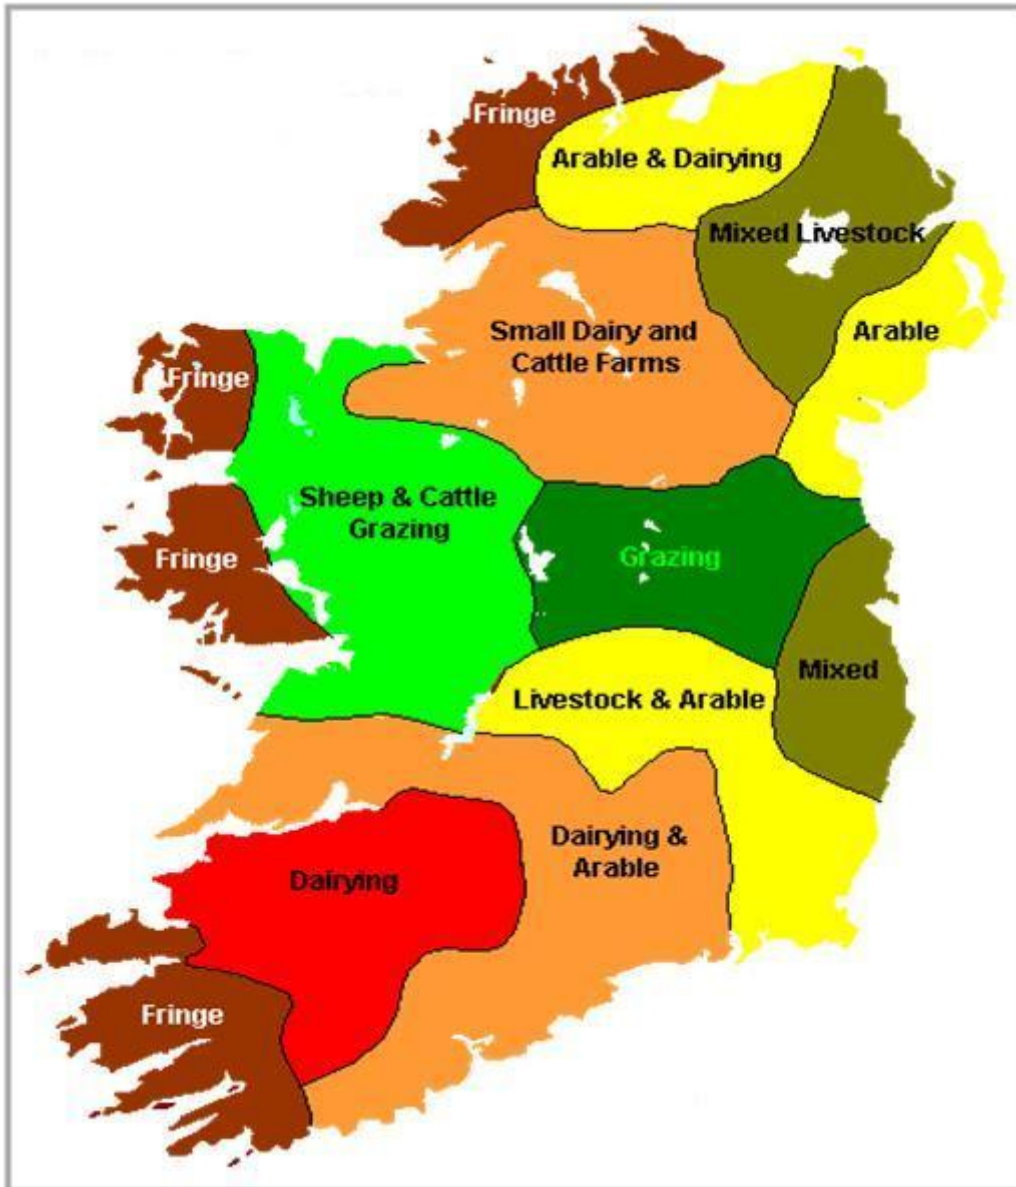 Fringe
Arable & Dairying
Mixed Livestock
Small Dairy and
Cattle Farms
Arable
Fringe
Sheep & Cattle
Grazing
Fringe
Grazing
Mixed
Livestock & Arable
Dairying &
Arable
Dairying
Fringe